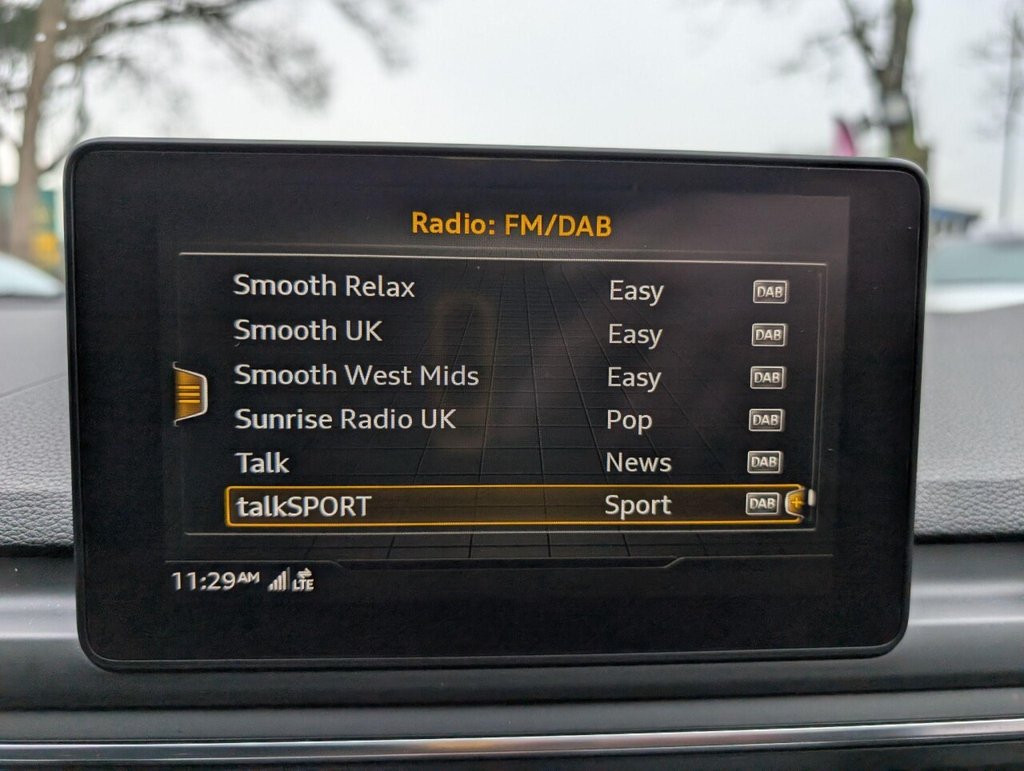 Radio: FM/DAB
Smooth Relax Easy DAB
Smooth UK Easy DAB
Smooth West Mids Easy DAB
Sunrise Radio UK Pop DAB
Talk News DAB
talkSPORT Sport DAB
11:29AM LTE